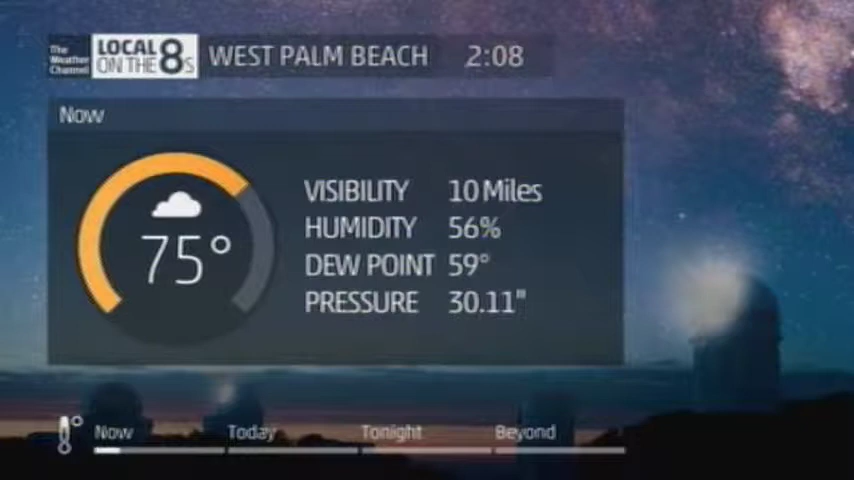 The Weather Channel LOCAL ON THE 8s WEST PALM BEACH 2:08
Now
75°
VISIBILITY 10 Miles
HUMIDITY 56%
DEW POINT 59°
PRESSURE 30.11"
Now Today Tonight Beyond